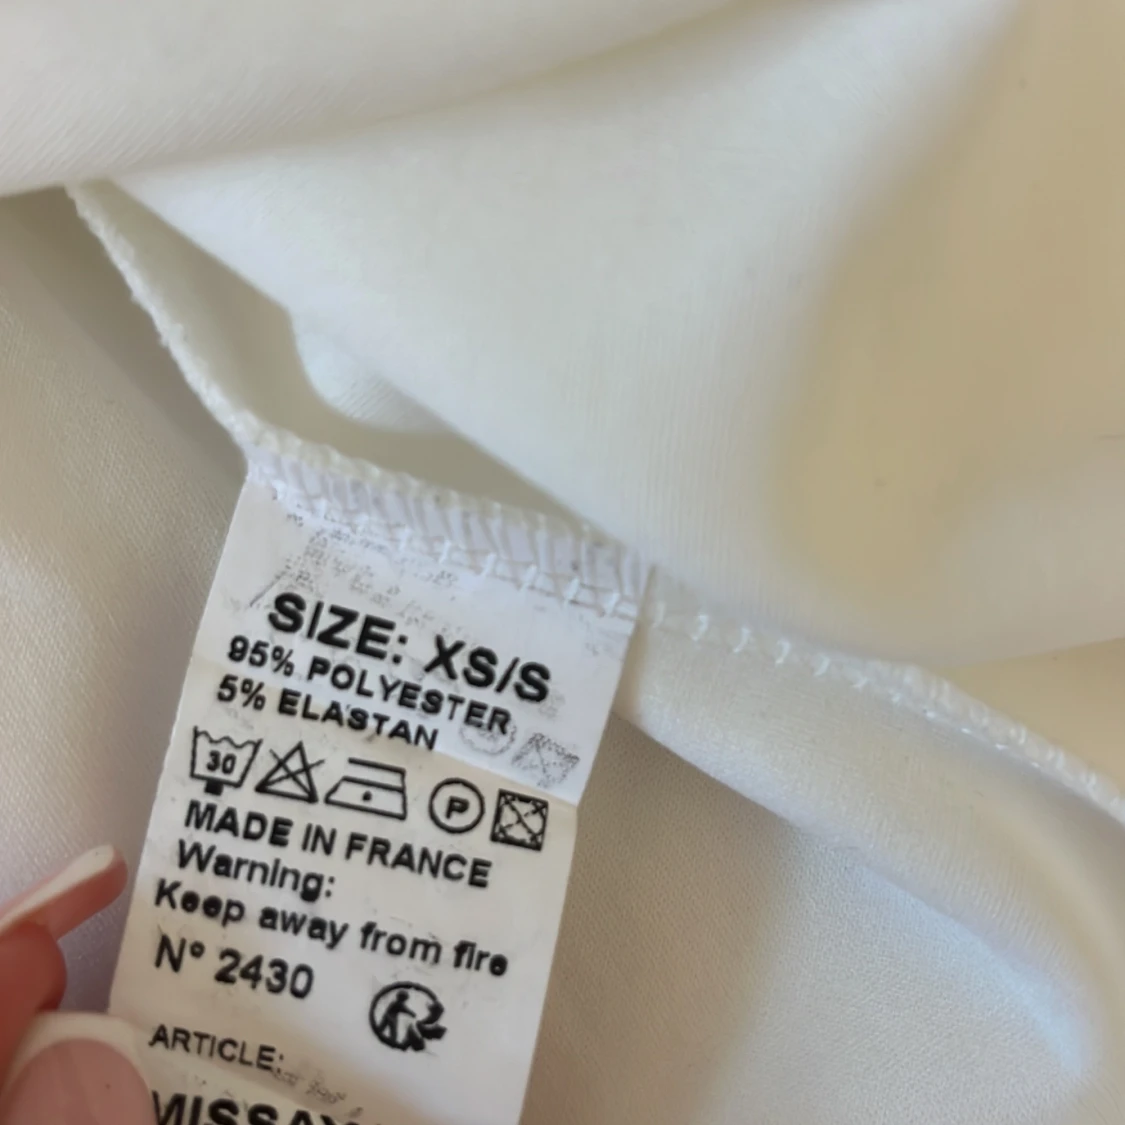 SIZE: XS/S
95% POLYESTER
5% ELASTAN
30 P
MADE IN FRANCE
Warning:
Keep away from fire
N° 2430
ARTICLE: